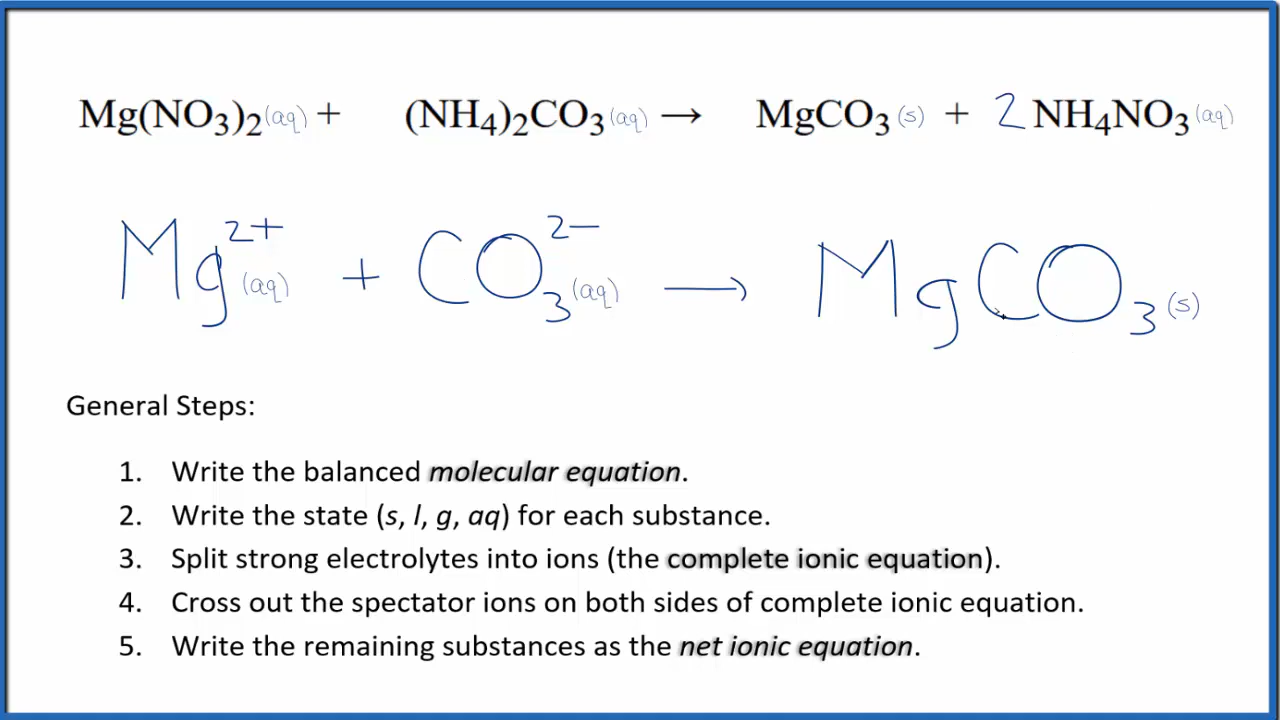 Mg(NO₃)₂(aq) + (NH₄)₂CO₃(aq) → MgCO₃(s) + 2 NH₄NO₃(aq)
Mg²⁺(aq) + CO₃²⁻(aq) → MgCO₃(s)
General Steps:
1. Write the balanced molecular equation.
2. Write the state (s, l, g, aq) for each substance.
3. Split strong electrolytes into ions (the complete ionic equation).
4. Cross out the spectator ions on both sides of complete ionic equation.
5. Write the remaining substances as the net ionic equation.